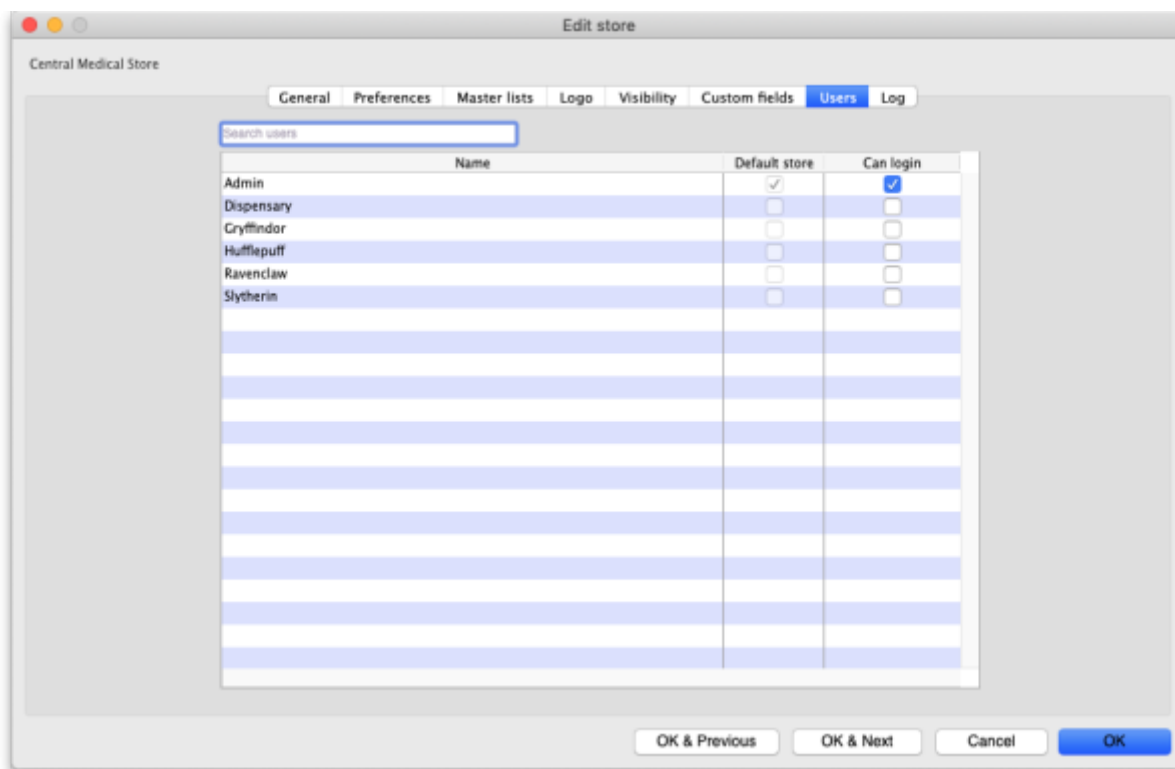 Edit store
Central Medical Store
General Preferences Master lists Logo Visibility Custom fields Users Log
Search users
Name Default store Can login
Admin
Dispensary
Gryffindor
Hufflepuff
Ravenclaw
Slytherin
OK & Previous OK & Next Cancel OK